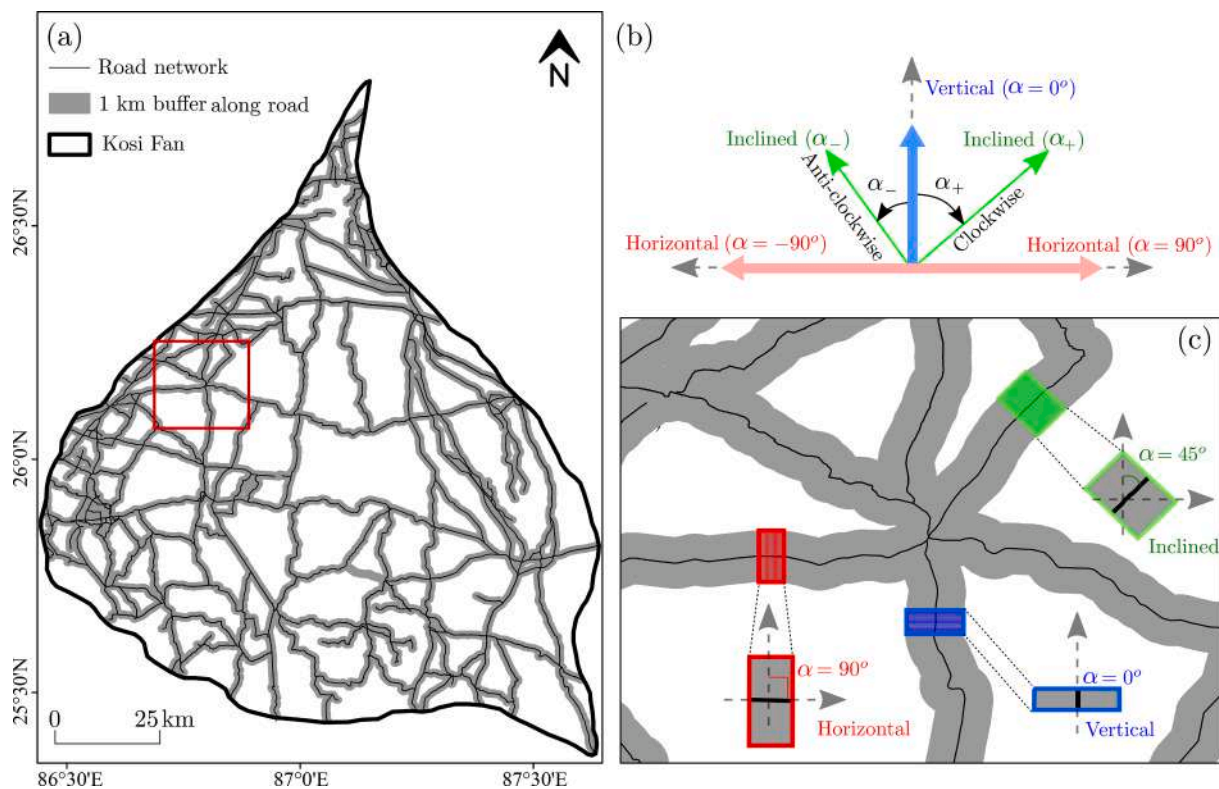 (a)
N
Road network
1 km buffer along road
Kosi Fan
26°30'N
26°0'N
25°30'N
0 25 km
86°30'E 87°0'E 87°30'E
(b)
Vertical (α = 0°)
Inclined (α₋) Inclined (α₊)
α₋ α₊
Anti-clockwise Clockwise
Horizontal (α = −90°) Horizontal (α = 90°)
(c)
α = 45°
Inclined
α = 90°
Horizontal
α = 0°
Vertical